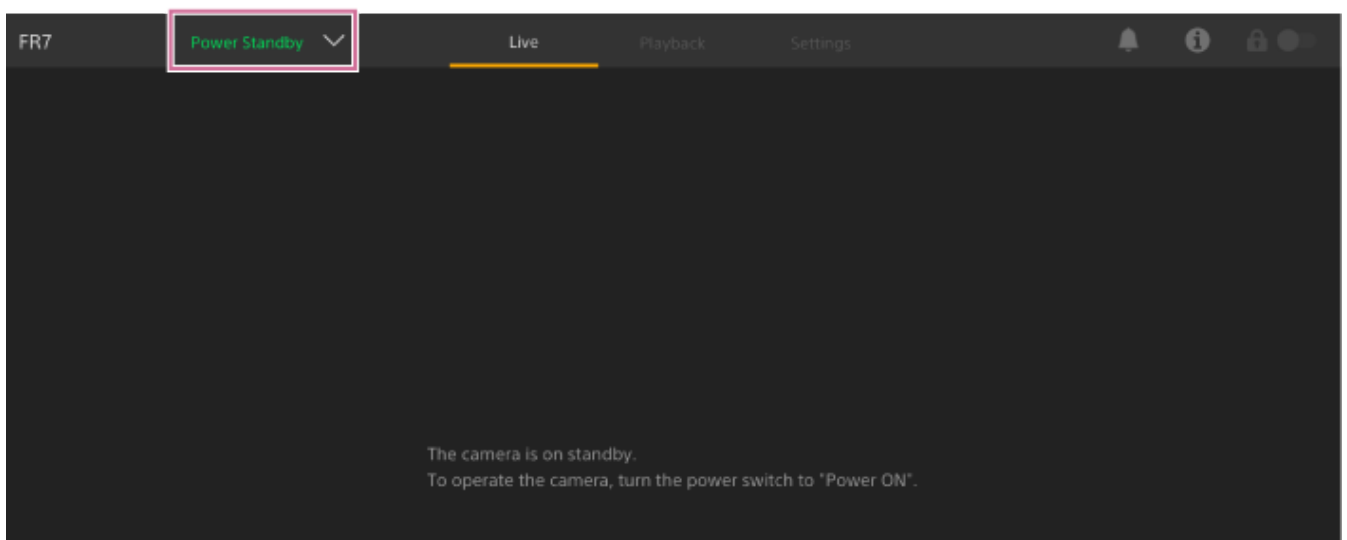 FR7 Power Standby Live Playback Settings
The camera is on standby.
To operate the camera, turn the power switch to "Power ON".